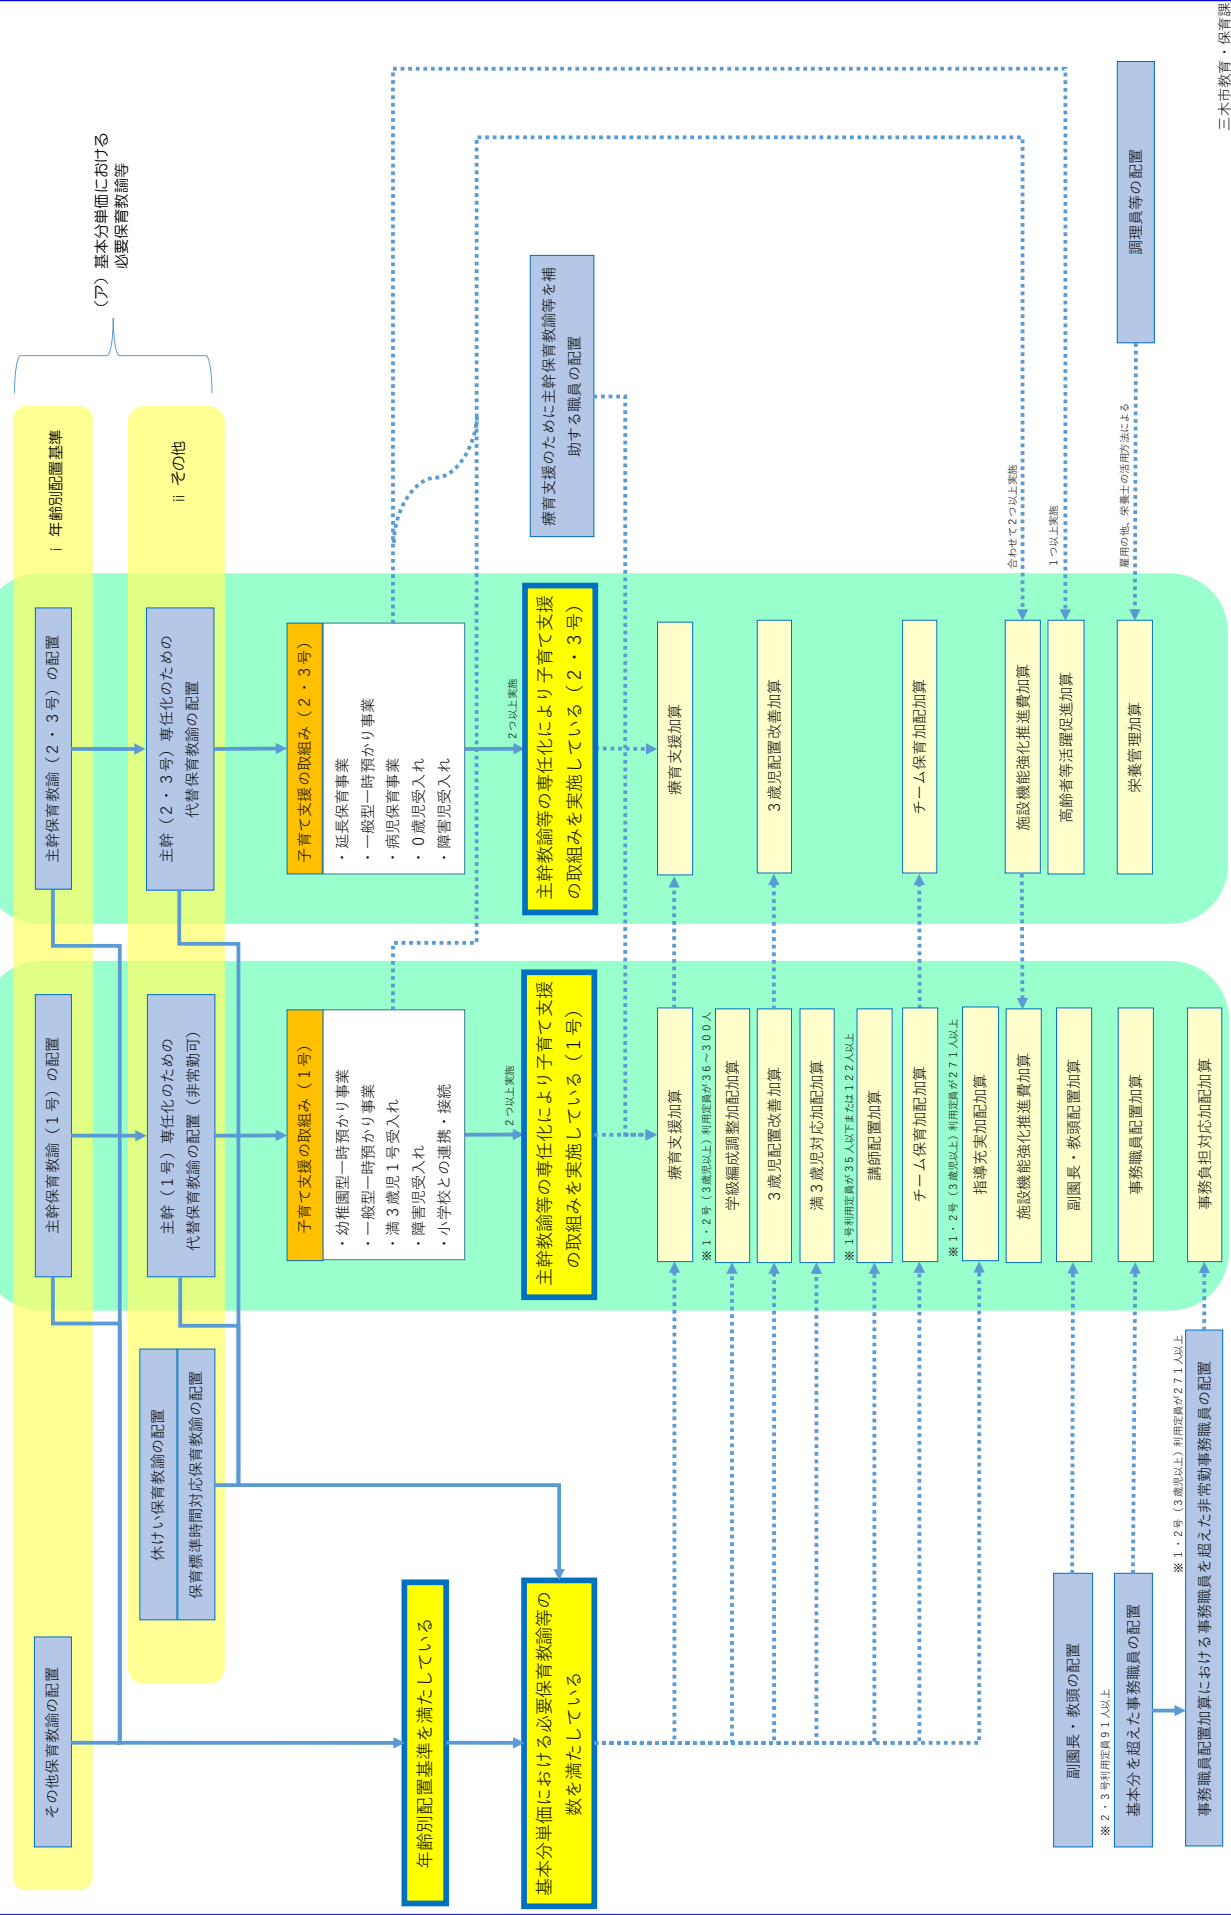 三木市教育・保育課
（ア）基本分単価における
必要保育教諭等
ⅰ 年齢別配置基準
ⅱ その他
その他保育教諭の配置
主幹保育教諭（１号）の配置
主幹保育教諭（２・３号）の配置
休けい保育教諭の配置
保育標準時間対応保育教諭の配置
主幹（１号）専任化のための
代替保育教諭の配置（非常勤可）
主幹（２・３号）専任化のための
代替保育教諭の配置
子育て支援の取組み（１号）
・幼稚園型一時預かり事業
・一般型一時預かり事業
・満３歳児１号受入れ
・障害児受入れ
・小学校との連携・接続
子育て支援の取組み（２・３号）
・延長保育事業
・一般型一時預かり事業
・病児保育事業
・０歳児受入れ
・障害児受入れ
年齢別配置基準を満たしている
２つ以上実施
２つ以上実施
基本分単価における必要保育教諭等の
数を満たしている
主幹教諭等の専任化により子育て支援
の取組みを実施している（１号）
主幹教諭等の専任化により子育て支援
の取組みを実施している（２・３号）
療育支援のために主幹保育教諭等を補
助する職員の配置
療育支援加算
療育支援加算
※１・２号（３歳児以上）利用定員が３６～３００人
学級編成調整加配加算
３歳児配置改善加算
３歳児配置改善加算
満３歳児対応加配加算
※１号利用定員が３５人以下または１２２人以上
講師配置加算
チーム保育加配加算
チーム保育加配加算
※１・２号（３歳児以上）利用定員が２７１人以上
指導充実加配加算
合わせて２つ以上実施
施設機能強化推進費加算
施設機能強化推進費加算
１つ以上実施
副園長・教頭の配置
副園長・教頭配置加算
高齢者等活躍促進加算
※２・３号利用定員９１人以上
雇用の他、栄養士の活用方法による
基本分を超えた事務職員の配置
事務職員配置加算
栄養管理加算
調理員等の配置
※１・２号（３歳児以上）利用定員が２７１人以上
事務職員配置加算における事務職員を超えた非常勤事務職員の配置
事務負担対応加配加算